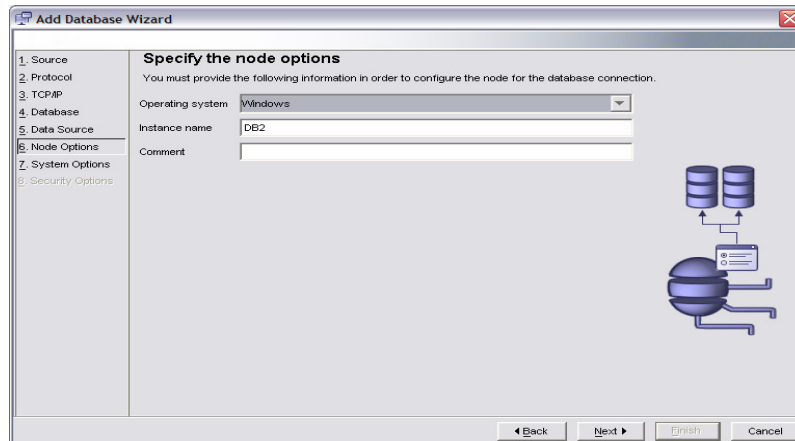 Add Database Wizard
1. Source
2. Protocol
3. TCP/IP
4. Database
5. Data Source
6. Node Options
7. System Options
8. Security Options
Specify the node options
You must provide the following information in order to configure the node for the database connection.
Operating system Windows
Instance name DB2
Comment
Back Next Finish Cancel